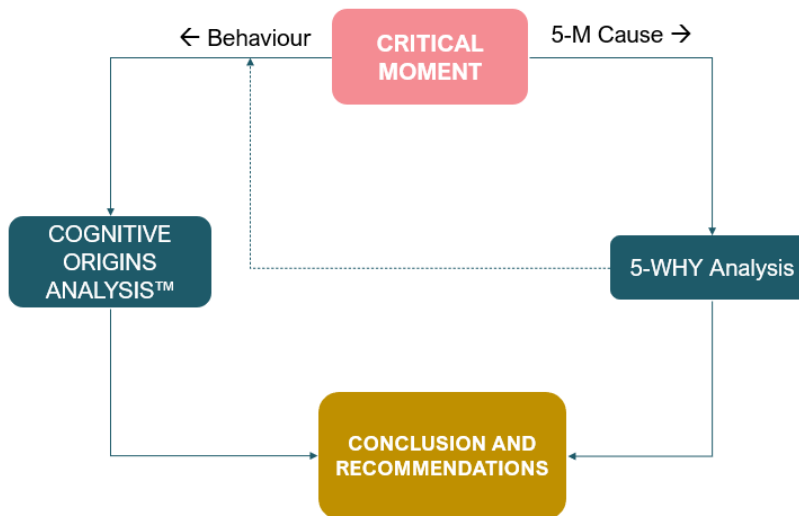 ← Behaviour
CRITICAL
MOMENT
5-M Cause →
COGNITIVE
ORIGINS
ANALYSIS™
5-WHY Analysis
CONCLUSION AND
RECOMMENDATIONS